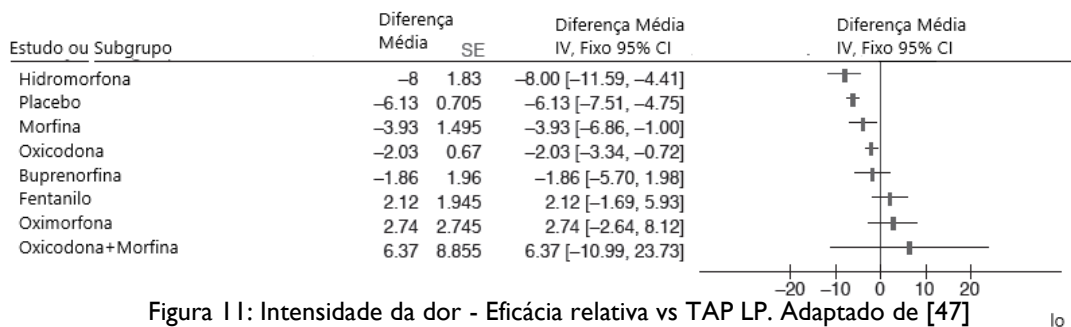 Estudo ou Subgrupo Diferença Média SE Diferença Média IV, Fixo 95% CI Diferença Média IV, Fixo 95% CI
Hidromorfona –8 1.83 –8.00 [–11.59, –4.41]
Placebo –6.13 0.705 –6.13 [–7.51, –4.75]
Morfina –3.93 1.495 –3.93 [–6.86, –1.00]
Oxicodona –2.03 0.67 –2.03 [–3.34, –0.72]
Buprenorfina –1.86 1.96 –1.86 [–5.70, 1.98]
Fentanilo 2.12 1.945 2.12 [–1.69, 5.93]
Oximorfona 2.74 2.745 2.74 [–2.64, 8.12]
Oxicodona+Morfina 6.37 8.855 6.37 [–10.99, 23.73]
–20 –10 0 10 20
Figura 11: Intensidade da dor - Eficácia relativa vs TAP LP. Adaptado de [47]
lo